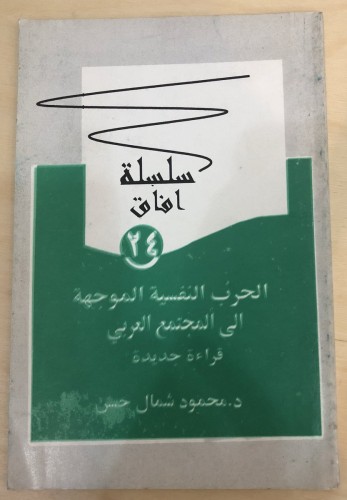 سلسلة
افاق
٢٤
الحرب النفسية الموجهة
الى المجتمع العربي
قراءة جديدة
د. محمود شمال حسن